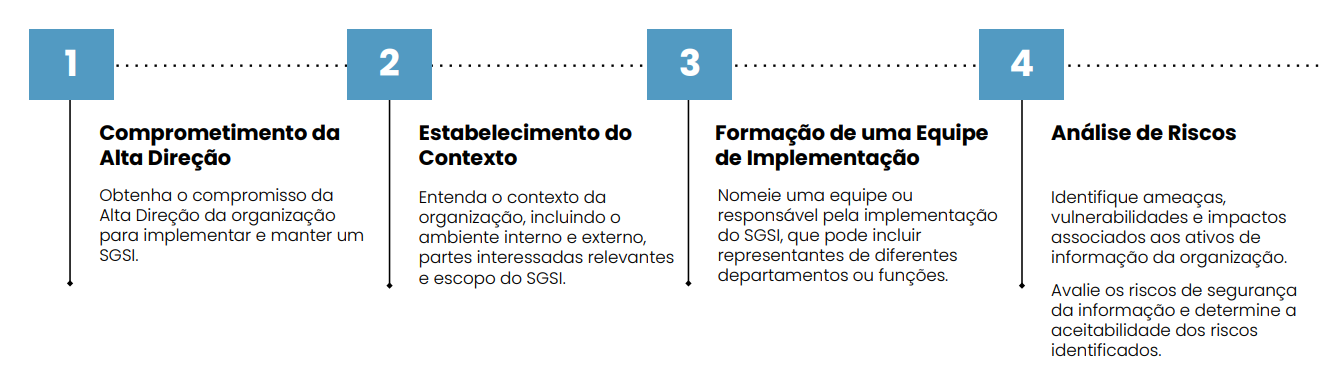 1
Comprometimento da
Alta Direção
Obtenha o compromisso da
Alta Direção da organização
para implementar e manter um
SGSI.
2
Estabelecimento do
Contexto
Entenda o contexto da
organização, incluindo o
ambiente interno e externo,
partes interessadas relevantes
e escopo do SGSI.
3
Formação de uma Equipe
de Implementação
Nomeie uma equipe ou
responsável pela implementação
do SGSI, que pode incluir
representantes de diferentes
departamentos ou funções.
4
Análise de Riscos
Identifique ameaças,
vulnerabilidades e impactos
associados aos ativos de
informação da organização.
Avalie os riscos de segurança
da informação e determine a
aceitabilidade dos riscos
identificados.